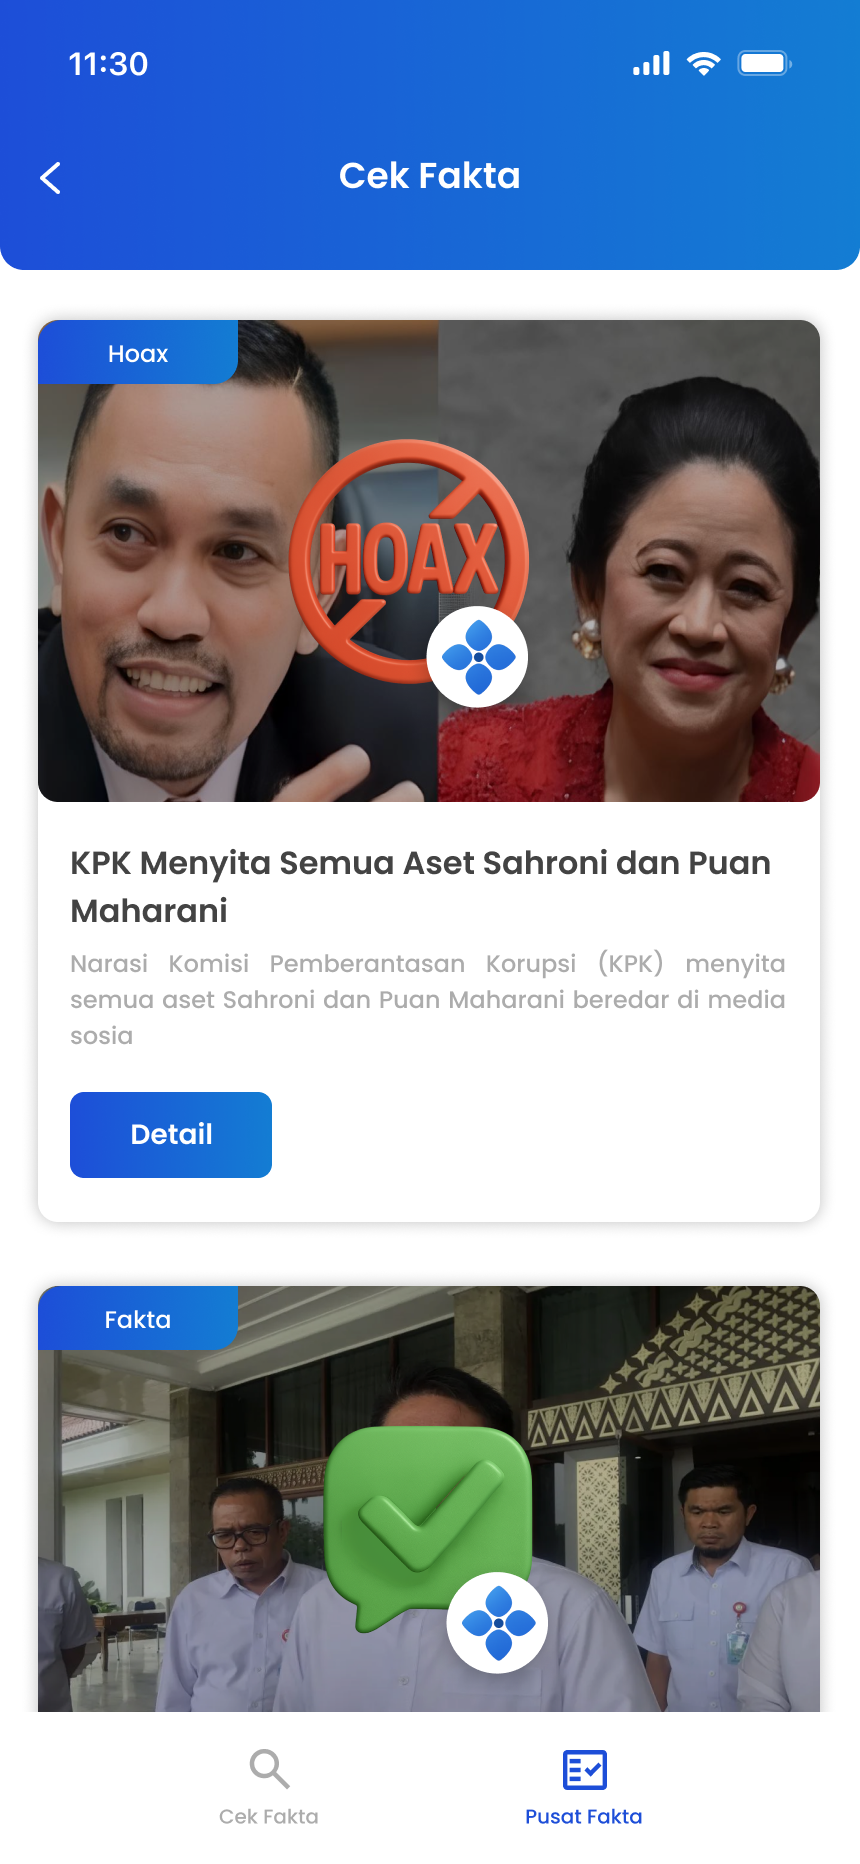 11:30
Cek Fakta
Hoax
HOAX
KPK Menyita Semua Aset Sahroni dan Puan
Maharani
Narasi Komisi Pemberantasan Korupsi (KPK) menyita
semua aset Sahroni dan Puan Maharani beredar di media
sosia
Detail
Fakta
Cek Fakta
Pusat Fakta